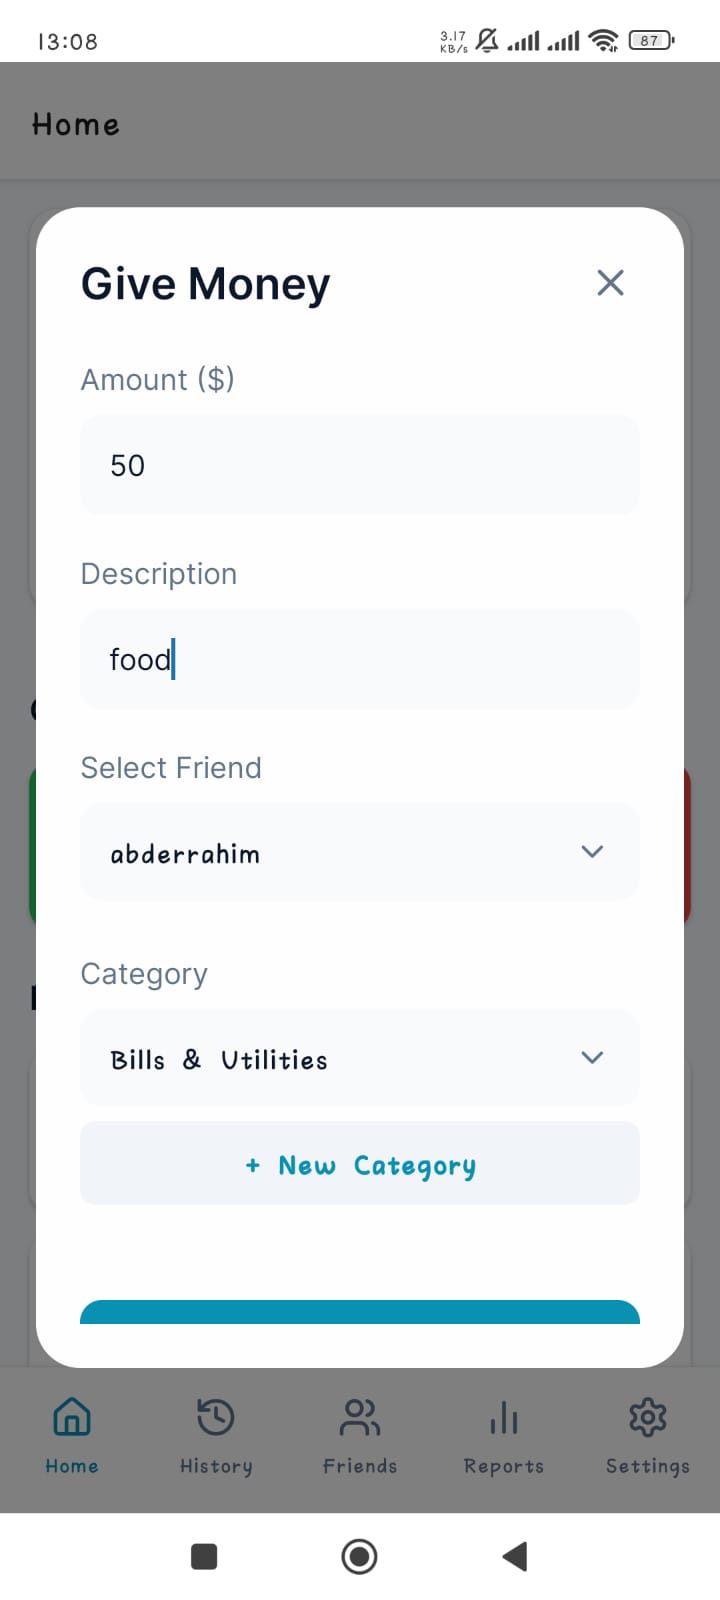 13:08
3.17
KB/s
87
Home
Give Money
Amount ($)
50
Description
food
Select Friend
abderrahim
Category
Bills & Utilities
+ New Category
Home
History
Friends
Reports
Settings